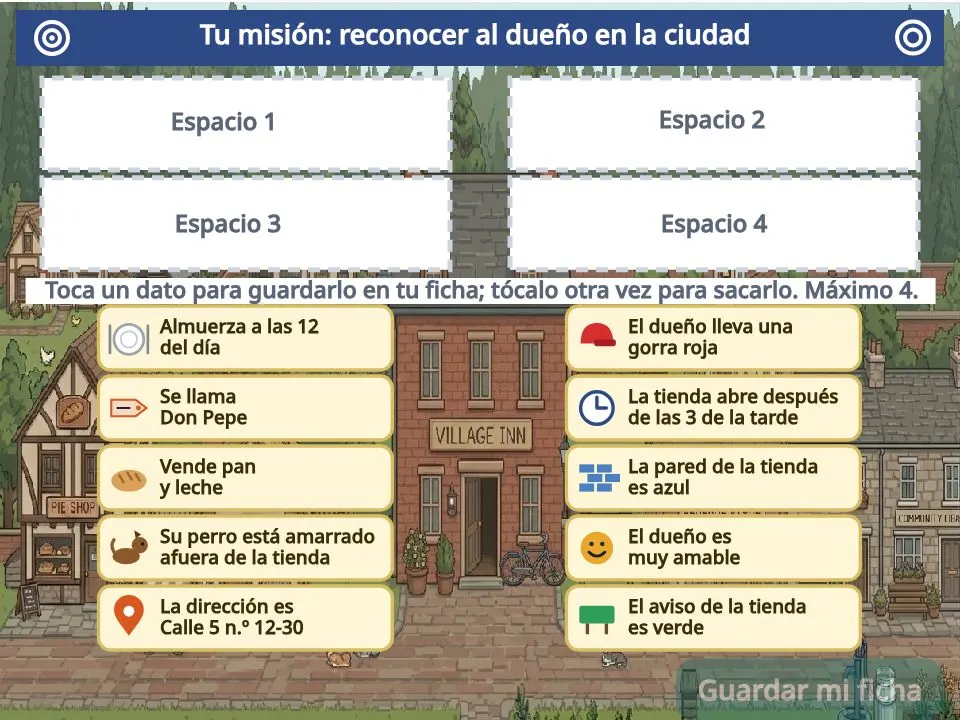 Tu misión: reconocer al dueño en la ciudad
Espacio 1
Espacio 2
Espacio 3
Espacio 4
Toca un dato para guardarlo en tu ficha; tócalo otra vez para sacarlo. Máximo 4.
Almuerza a las 12
del día
El dueño lleva una
gorra roja
Se llama
Don Pepe
La tienda abre después
de las 3 de la tarde
VILLAGE INN
Vende pan
y leche
La pared de la tienda
es azul
PIE SHOP
COMMUNITY LIBR
Su perro está amarrado
afuera de la tienda
El dueño es
muy amable
La dirección es
Calle 5 n.º 12-30
El aviso de la tienda
es verde
Guardar mi ficha